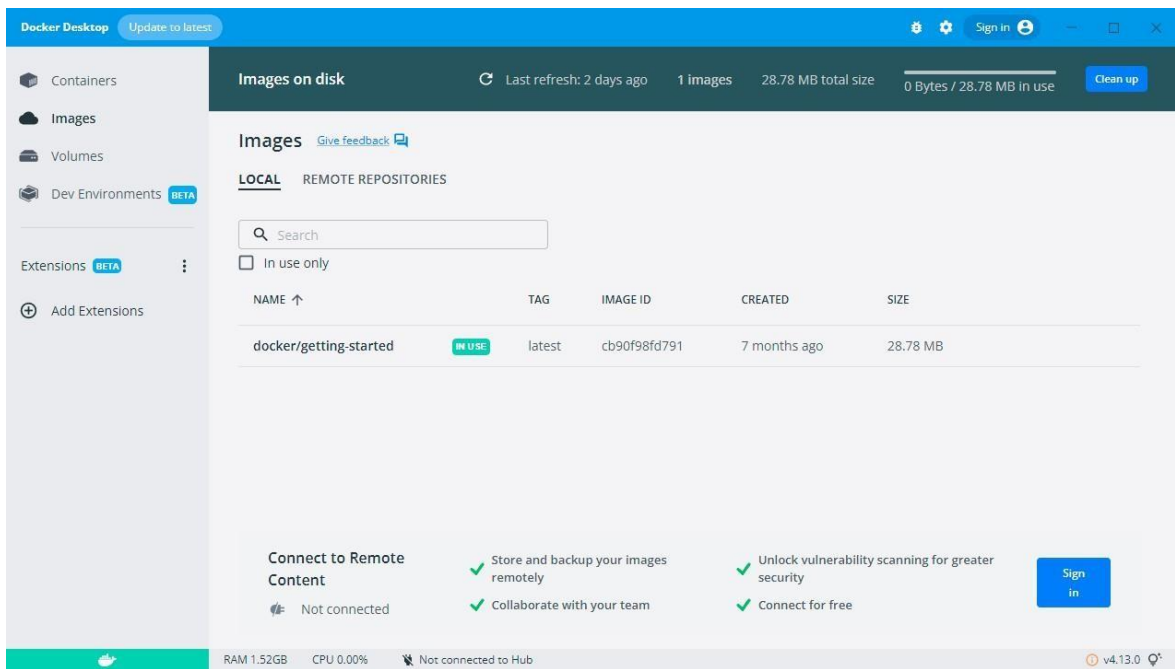 Docker Desktop Update to latest Sign in
Containers
Images
Volumes
Dev Environments BETA
Extensions BETA
Add Extensions
Images on disk Last refresh: 2 days ago 1 images 28.78 MB total size 0 Bytes / 28.78 MB in use Clean up
Images Give feedback
LOCAL REMOTE REPOSITORIES
Search
In use only
NAME TAG IMAGE ID CREATED SIZE
docker/getting-started IN USE latest cb90f98fd791 7 months ago 28.78 MB
Connect to Remote
Content
Not connected
Store and backup your images
remotely
Collaborate with your team
Unlock vulnerability scanning for greater
security
Connect for free
Sign
in
RAM 1.52GB CPU 0.00% Not connected to Hub v4.13.0